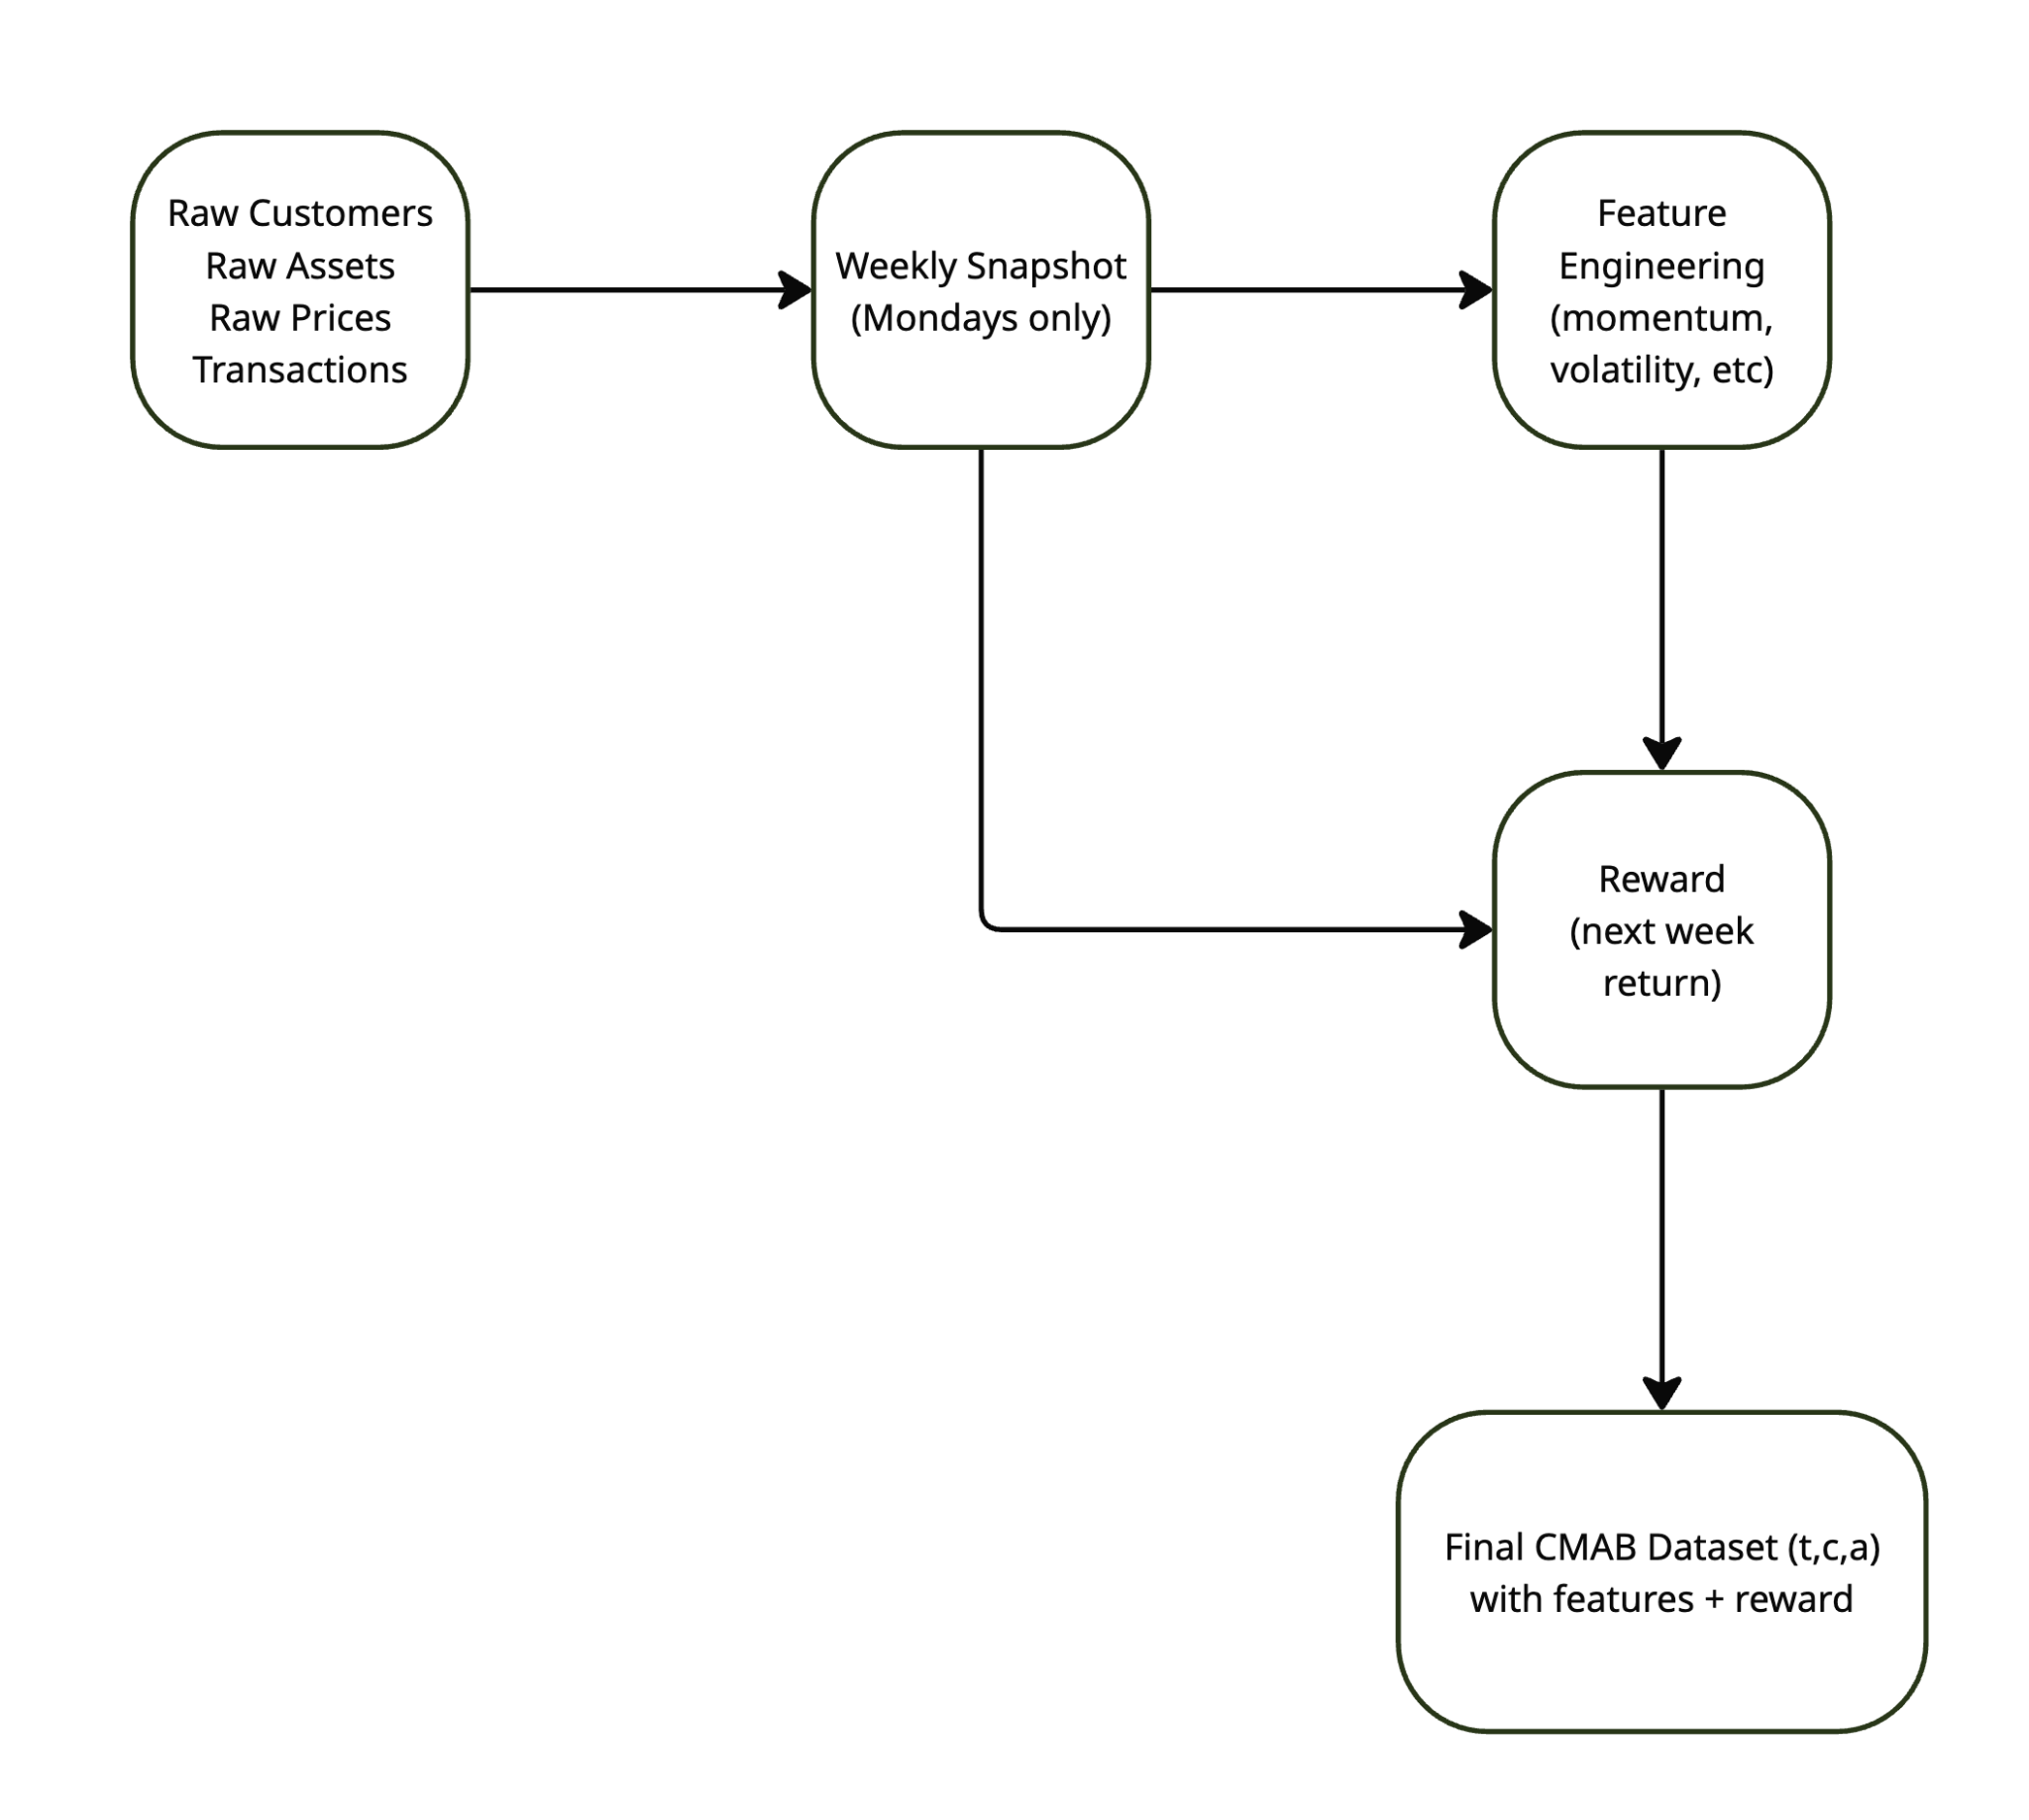 Raw Customers
Raw Assets
Raw Prices
Transactions
Weekly Snapshot
(Mondays only)
Feature
Engineering
(momentum,
volatility, etc)
Reward
(next week
return)
Final CMAB Dataset (t,c,a)
with features + reward